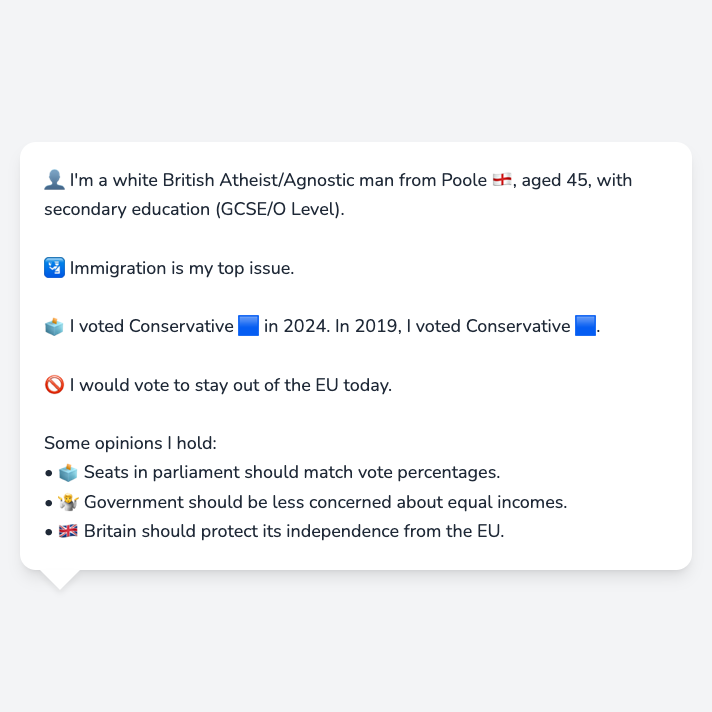 👤 I'm a white British Atheist/Agnostic man from Poole 🏴󠁧󠁢󠁥󠁮󠁧󠁿, aged 45, with
secondary education (GCSE/O Level).
🛂 Immigration is my top issue.
🗳️ I voted Conservative 🟦 in 2024. In 2019, I voted Conservative 🟦.
🚫 I would vote to stay out of the EU today.
Some opinions I hold:
• 🗳️ Seats in parliament should match vote percentages.
• 🤷 Government should be less concerned about equal incomes.
• 🇬🇧 Britain should protect its independence from the EU.